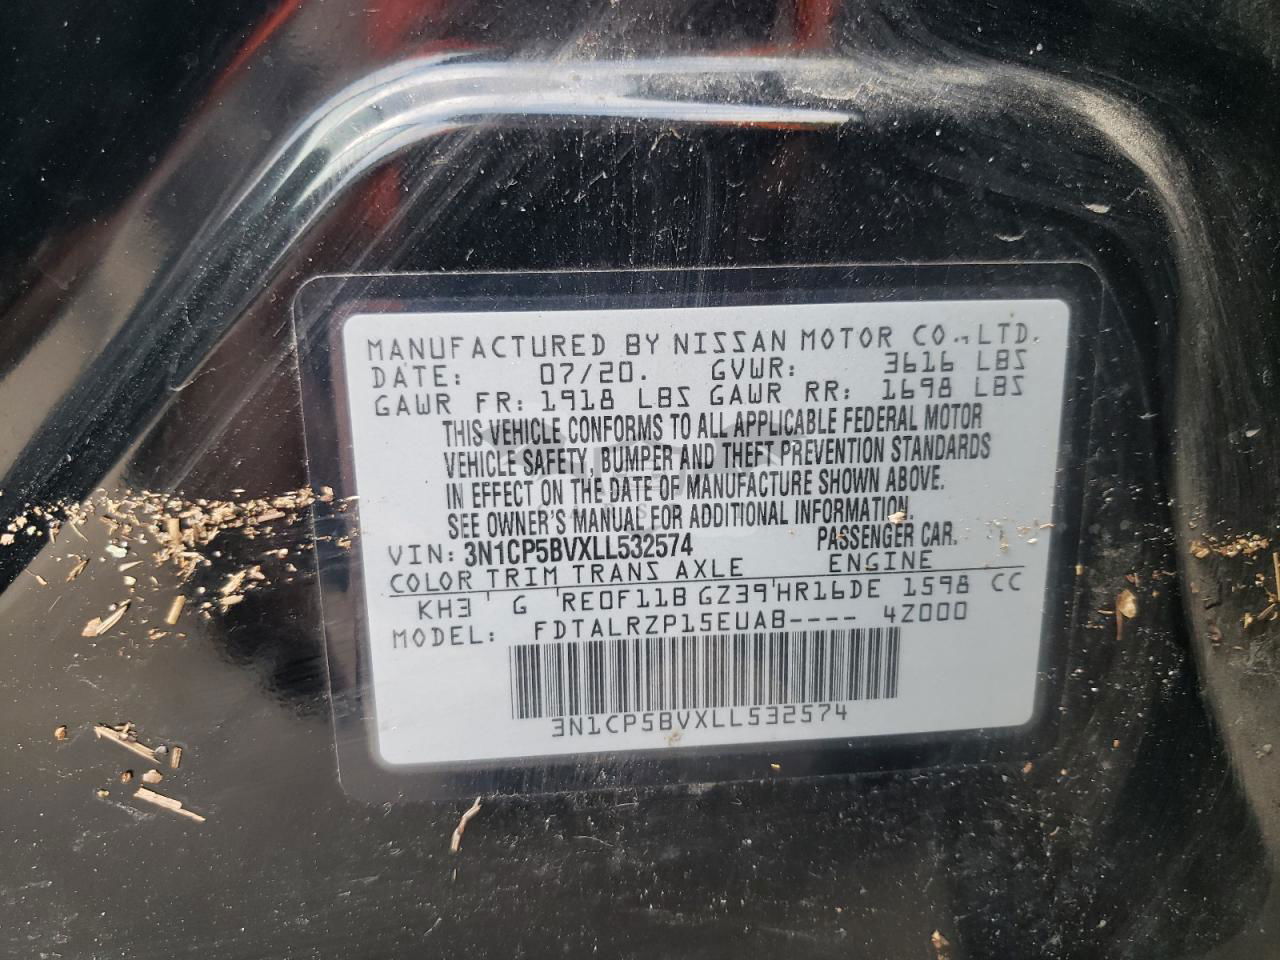 MANUFACTURED BY NISSAN MOTOR CO., LTD.
DATE: 07/20. GVWR: 3616 LBS
GAWR FR: 1918 LBS GAWR RR: 1698 LBS
THIS VEHICLE CONFORMS TO ALL APPLICABLE FEDERAL MOTOR
VEHICLE SAFETY, BUMPER AND THEFT PREVENTION STANDARDS
IN EFFECT ON THE DATE OF MANUFACTURE SHOWN ABOVE.
SEE OWNER'S MANUAL FOR ADDITIONAL INFORMATION.
VIN: 3N1CP5BVXLL532574 PASSENGER CAR.
COLOR TRIM TRANS AXLE ENGINE
KH3 ' G 'RE0F11B GZ39'HR16DE 1598 CC
MODEL: FDTALRZP15EUAB---- 4Z000
3N1CP5BVXLL532574